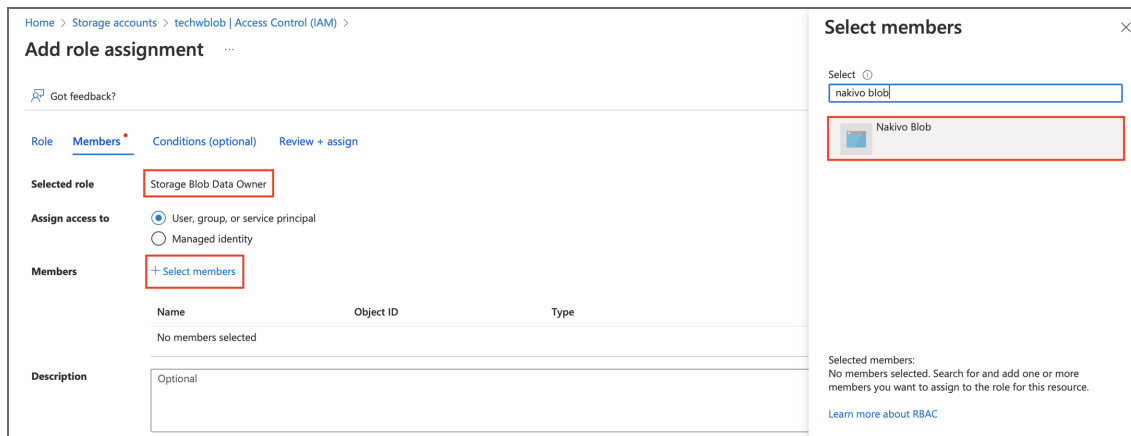 Home > Storage accounts > techwblob | Access Control (IAM) >
Add role assignment ...
Got feedback?
Role Members Conditions (optional) Review + assign
Selected role Storage Blob Data Owner
Assign access to User, group, or service principal
Managed identity
Members + Select members
Name Object ID Type
No members selected
Description Optional
Select members
Select
nakivo blob
Nakivo Blob
Selected members:
No members selected. Search for and add one or more
members you want to assign to the role for this resource.
Learn more about RBAC